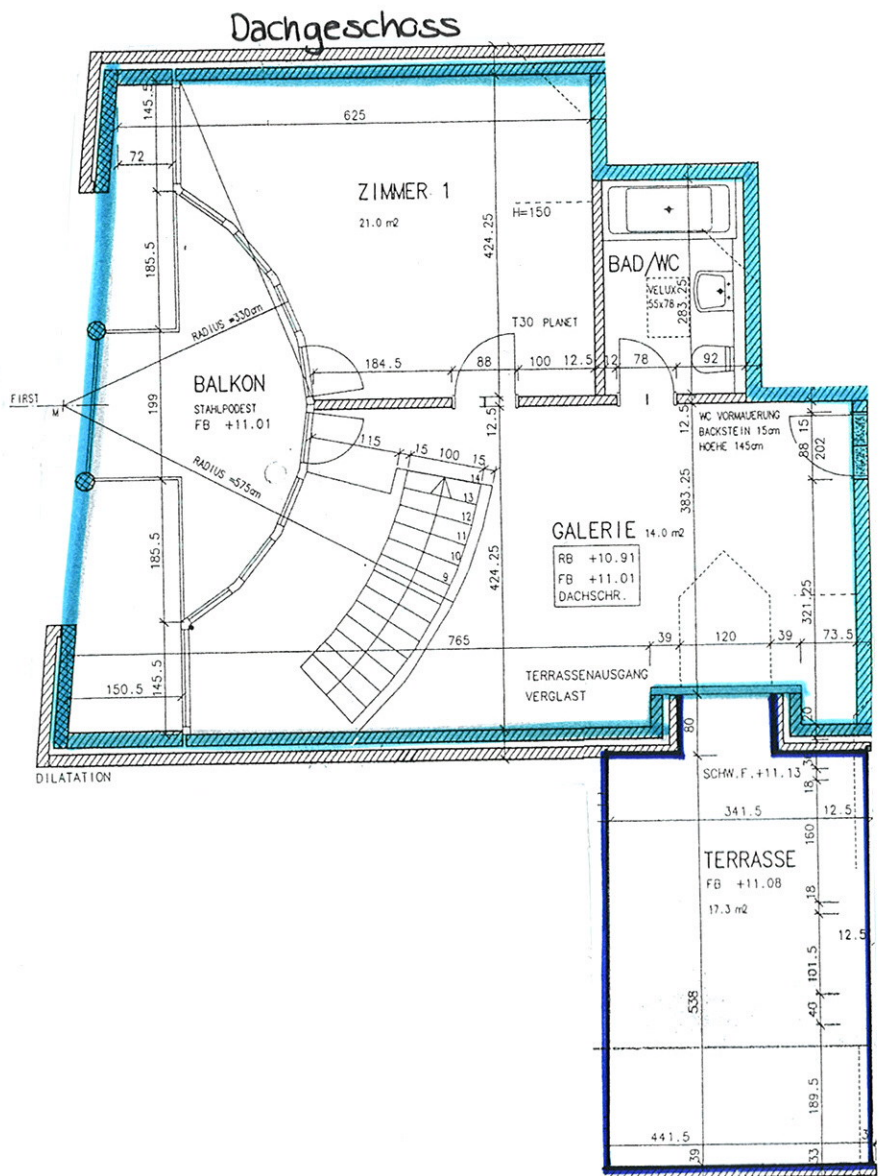 Dachgeschoss
145.5
625
72
ZIMMER 1
21.0 m2
H=150
424.25
BAD/WC
VELUX
55x78
283.25
185.5
RADIUS =330cm
T30 PLANET
184.5
88
100
12.5
12
78
92
FIRST
M
BALKON
STAHLPODEST
FB +11.01
199
12.5
12.5
WC VORMAUERUNG
BACKSTEIN 15cm
HOEHE 145cm
15
88
202
115
15
100
15
RADIUS =575cm
14
13
12
11
10
9
383.25
GALERIE 14.0 m2
RB +10.91
FB +11.01
DACHSCHR.
185.5
424.25
321.25
765
39
120
39
73.5
TERRASSENAUSGANG
VERGLAST
150.5
145.5
80
20
DILATATION
SCHW.F.+11.13
18
341.5
12.5
160
TERRASSE
FB +11.08
17.3 m2
18
12.5
101.5
538
40
189.5
441.5
39
33